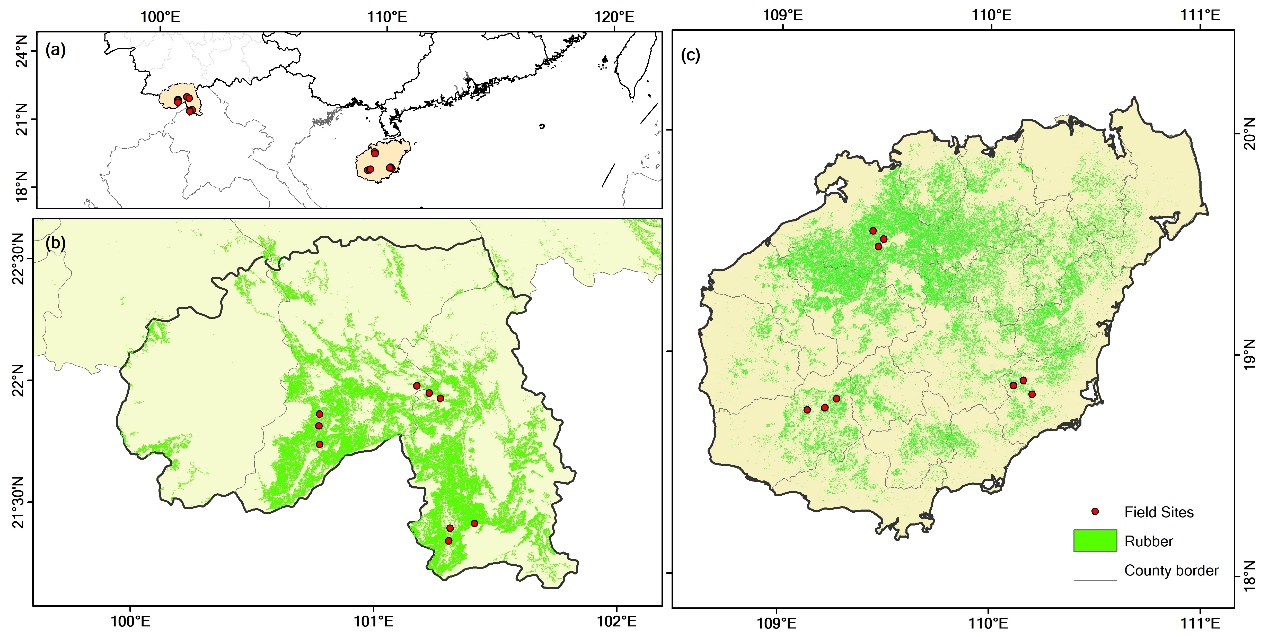 100°E 110°E 120°E
(a)
24°N
21°N
18°N
(b)
22°30'N
22°N
21°30'N
100°E 101°E 102°E
109°E 110°E 111°E
(c)
20°N
19°N
18°N
Field Sites
Rubber
County border
109°E 110°E 111°E